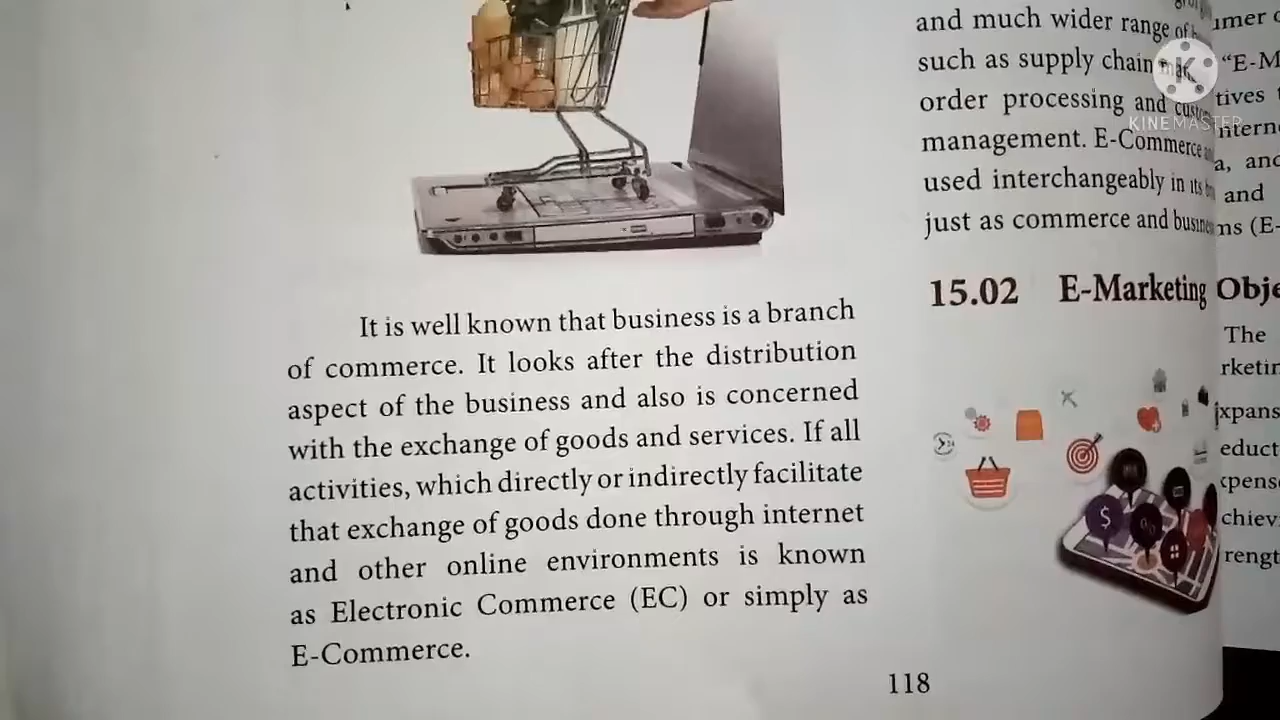 It is well known that business is a branch
of commerce. It looks after the distribution
aspect of the business and also is concerned
with the exchange of goods and services. If all
activities, which directly or indirectly facilitate
that exchange of goods done through internet
and other online environments is known
as Electronic Commerce (EC) or simply as
E-Commerce.
and much wider range of
such as supply chain
order processing and
management. E-Commerce
used interchangeably in its
just as commerce and
15.02 E-Marketing
118
"E-M
and
(E-
The
KINEMASTER